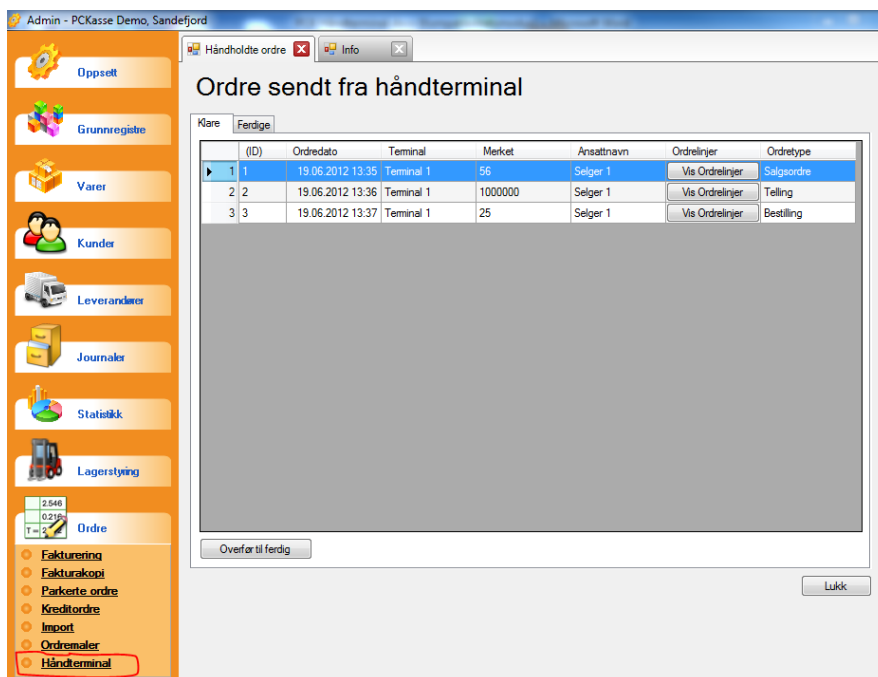 Admin - PCKasse Demo, Sandefjord
Oppsett
Grunnregistre
Varer
Kunder
Leverandører
Journaler
Statistikk
Lagerstyring
2.546
0.216
T = 2
Ordre
Fakturering
Fakturakopi
Parkerte ordre
Kreditordre
Import
Ordremaler
Håndterminal
Håndholdte ordre Info
Ordre sendt fra håndterminal
Klare Ferdige
(ID) Ordredato Terminal Merket Ansattnavn Ordrelinjer Ordretype
1 1 19.06.2012 13:35 Terminal 1 56 Selger 1 Vis Ordrelinjer Salgsordre
2 2 19.06.2012 13:36 Terminal 1 1000000 Selger 1 Vis Ordrelinjer Telling
3 3 19.06.2012 13:37 Terminal 1 25 Selger 1 Vis Ordrelinjer Bestilling
Overfør til ferdig
Lukk